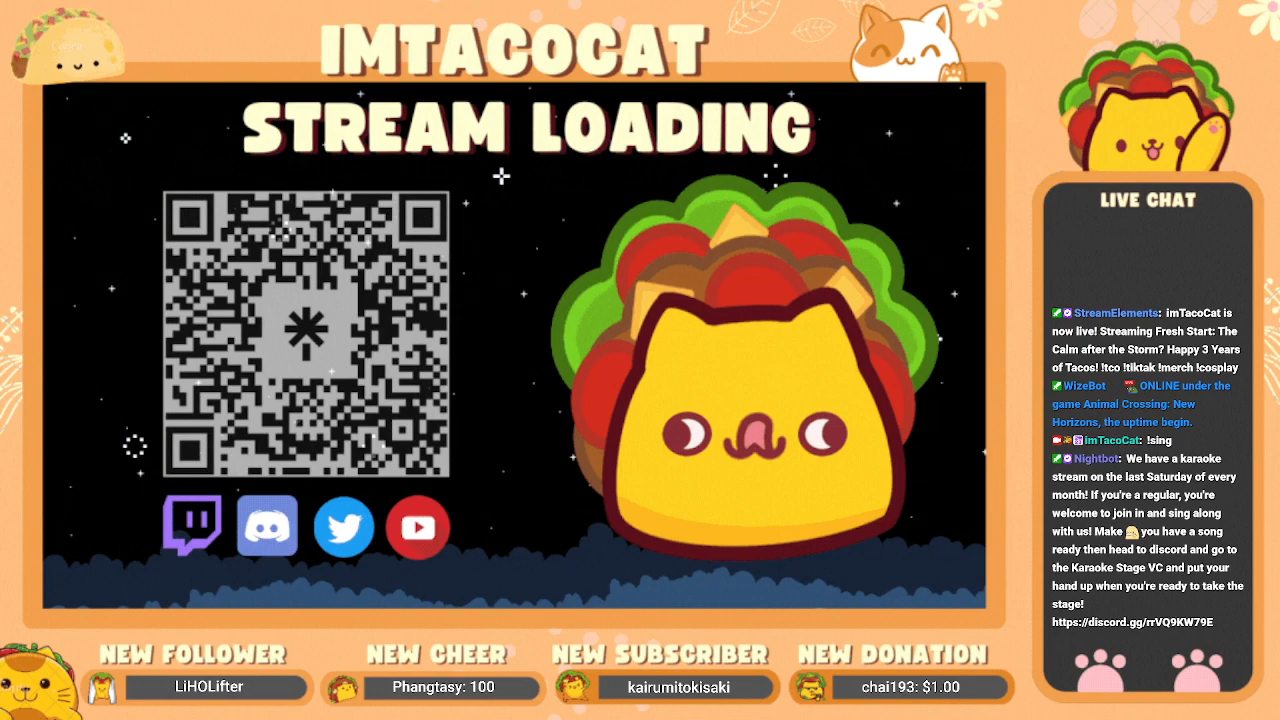 IMTACOCAT
STREAM LOADING
LIVE CHAT
StreamElements: imTacoCat is
now live! Streaming Fresh Start: The
Calm after the Storm? Happy 3 Years
of Tacos! !tco !tiktak !merch !cosplay
WizeBot LIVE ONLINE under the
game Animal Crossing: New
Horizons, the uptime begin.
imTacoCat: !sing
Nightbot: We have a karaoke
stream on the last Saturday of every
month! If you're a regular, you're
welcome to join in and sing along
with us! Make you have a song
ready then head to discord and go to
the Karaoke Stage VC and put your
hand up when you're ready to take the
stage!
https://discord.gg/rrVQ9KW79E
NEW FOLLOWER
LiHOLifter
NEW CHEER
Phangtasy: 100
NEW SUBSCRIBER
kairumitokisaki
NEW DONATION
chai193: $1.00